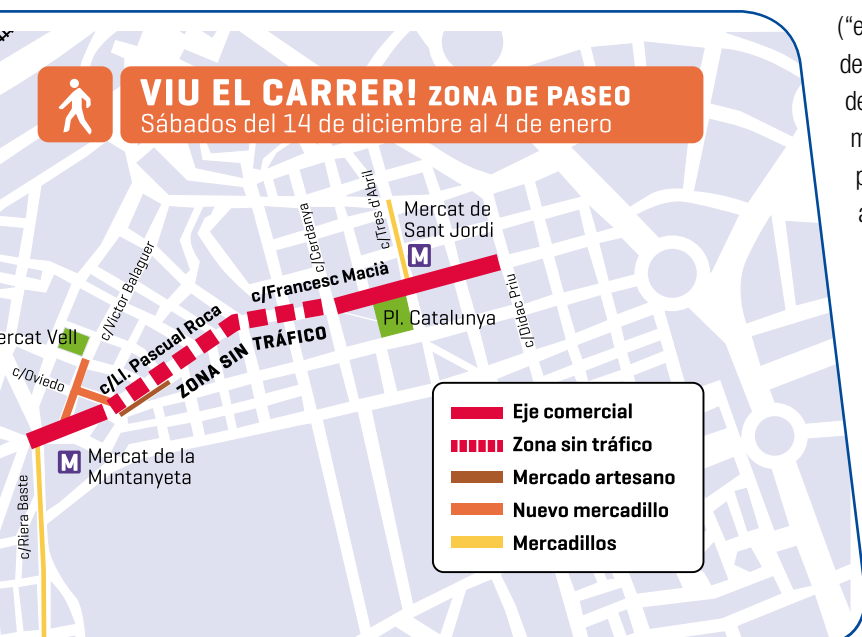 VIU EL CARRER! ZONA DE PASEO
Sábados del 14 de diciembre al 4 de enero
c/Tres d'Abril
Mercat de
Sant Jordi
M
c/Cerdanya
c/Francesc Macià
c/Víctor Balaguer
c/Dídac Priu
Pl. Catalunya
c/Ll. Pascual Roca
ZONA SIN TRÁFICO
ercat Vell
c/Oviedo
M
Mercat de la
Muntanyeta
c/Riera Baste
Eje comercial
Zona sin tráfico
Mercado artesano
Nuevo mercadillo
Mercadillos
("e
de
de
m
p
a